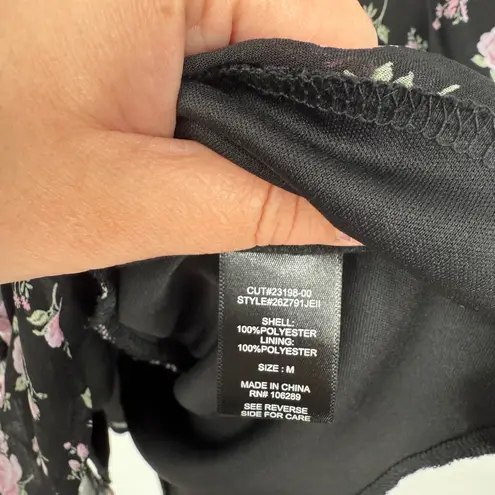 CUT#23198-00
STYLE#26Z791JEII
SHELL:
100%POLYESTER
LINING:
100%POLYESTER
SIZE : M
MADE IN CHINA
RN# 106289
SEE REVERSE
SIDE FOR CARE